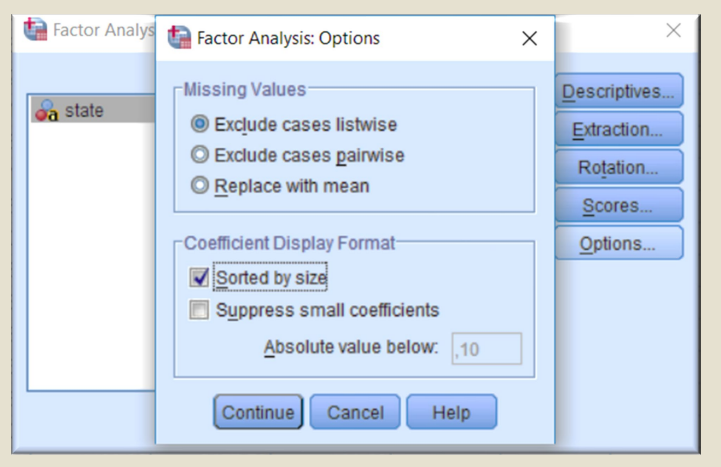 Factor Analys
Factor Analysis: Options
state
Missing Values
Exclude cases listwise
Exclude cases pairwise
Replace with mean
Coefficient Display Format
Sorted by size
Suppress small coefficients
Absolute value below: ,10
Continue Cancel Help
Descriptives...
Extraction...
Rotation...
Scores...
Options...